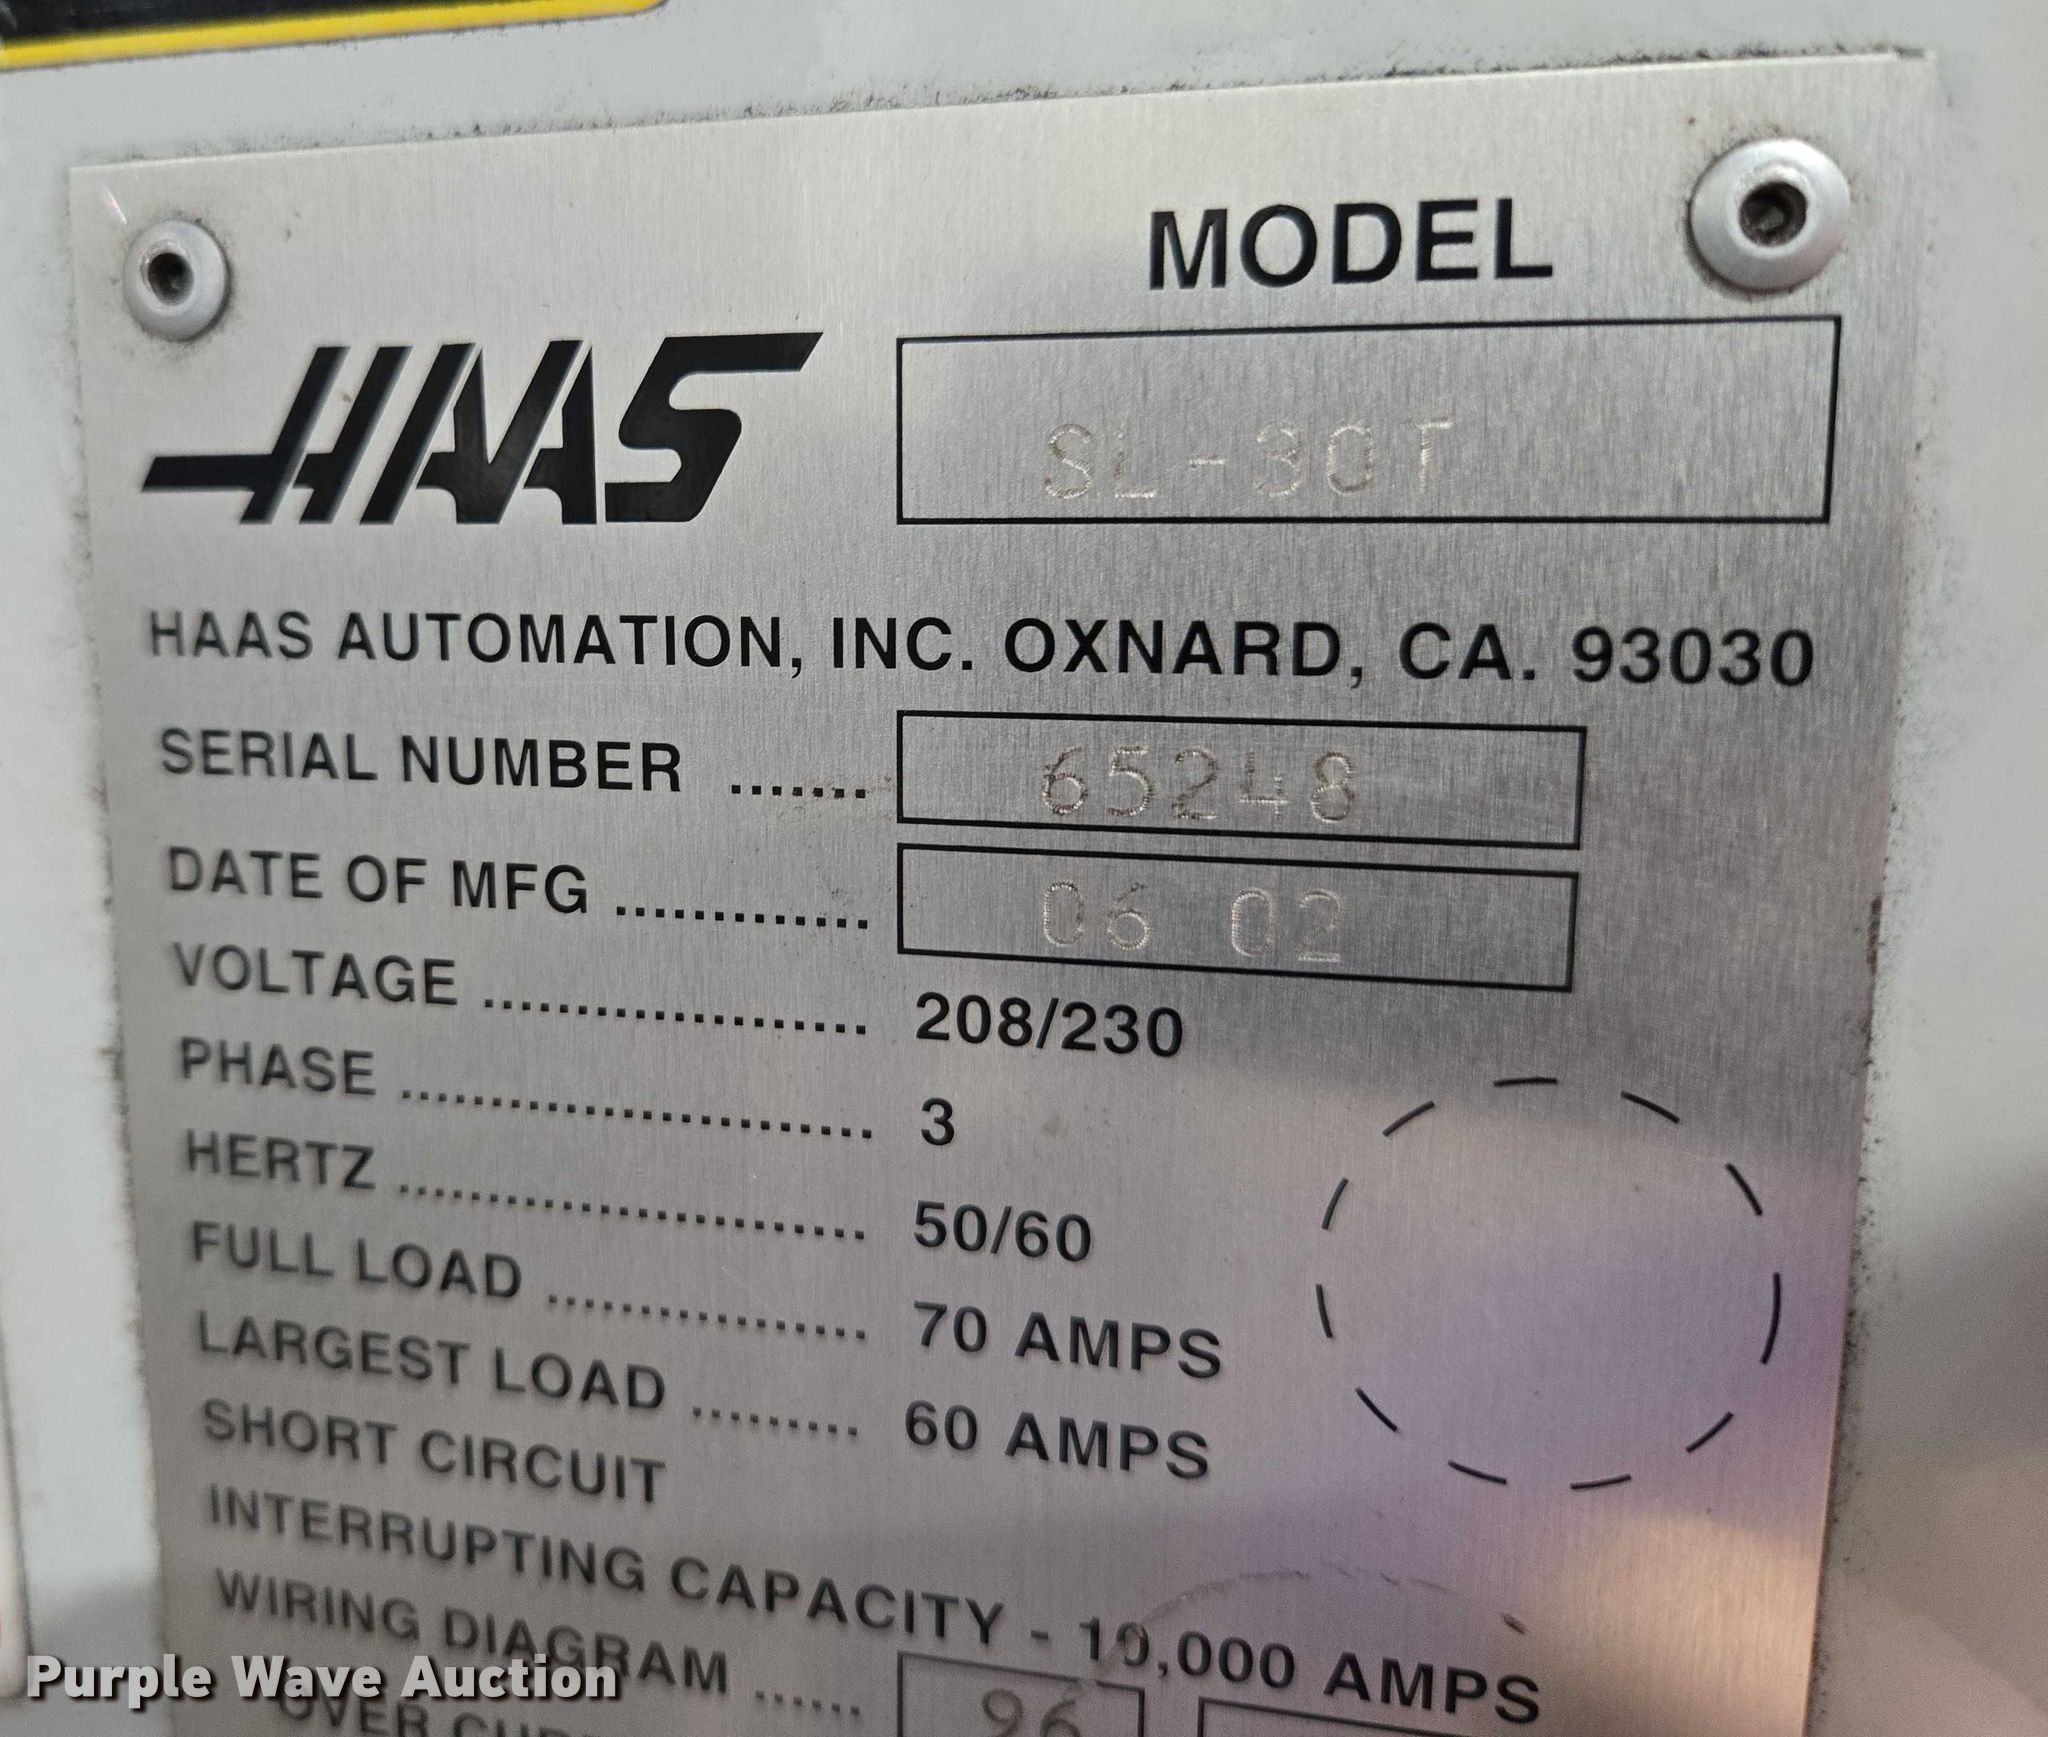 MODEL
HAAS
SL-30T
HAAS AUTOMATION, INC. OXNARD, CA. 93030
SERIAL NUMBER ....... 65248
DATE OF MFG ............. 06 02
VOLTAGE .................... 208/230
PHASE ........................ 3
HERTZ ........................ 50/60
FULL LOAD ................. 70 AMPS
LARGEST LOAD ......... 60 AMPS
SHORT CIRCUIT
INTERRUPTING CAPACITY - 10,000 AMPS
WIRING DIAGRAM ...... 96
OVER
Purple Wave Auction